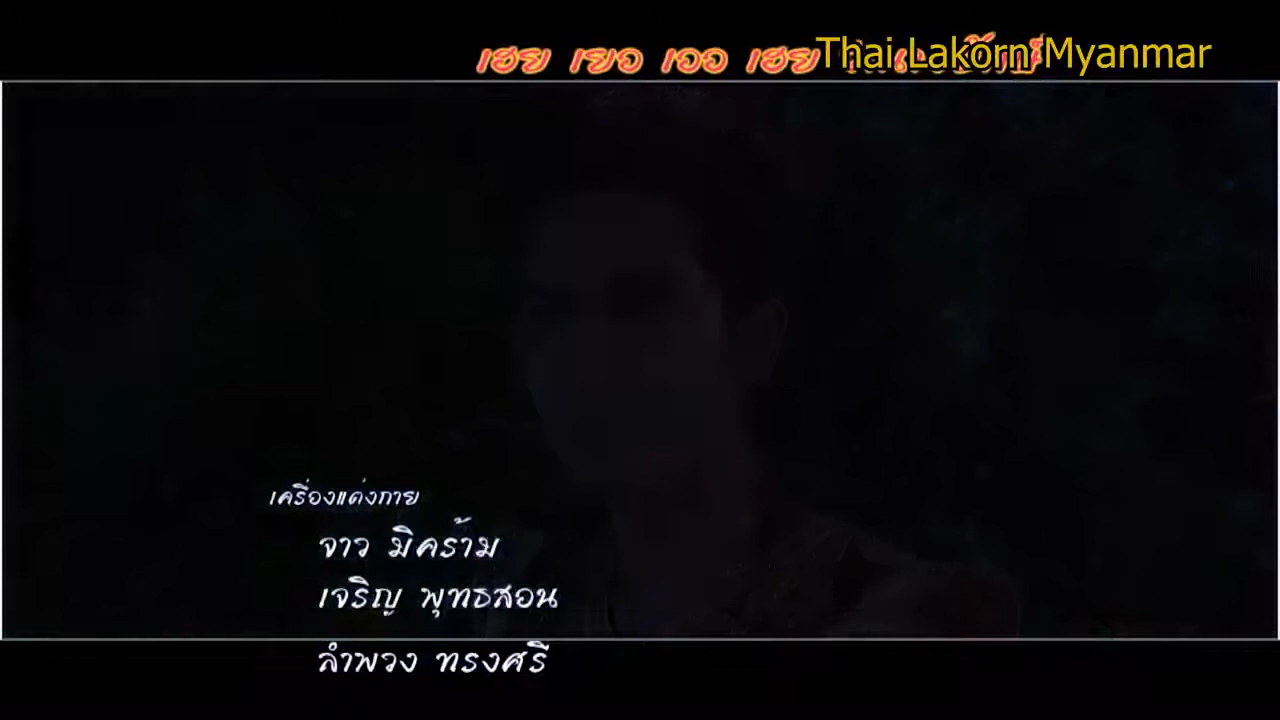 เฮย เยอ เจอ เฮย
Thai Lakorn Myanmar
เครื่องแต่งกาย
จาว มิคร้าม
เจริญ พุทธสอน
ลำพวง ทรงศรี